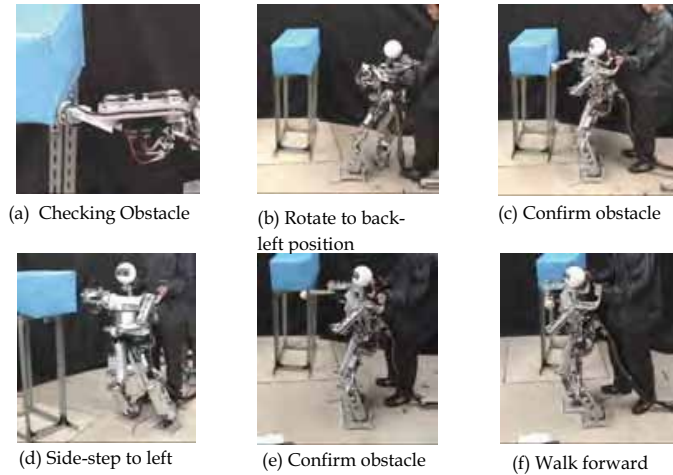 (a) Checking Obstacle
(b) Rotate to back-
left position
(c) Confirm obstacle
(d) Side-step to left
(e) Confirm obstacle
(f) Walk forward